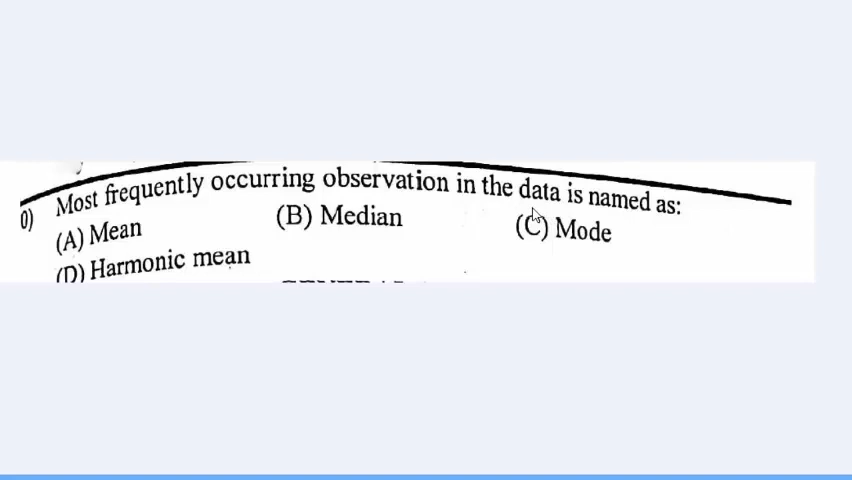 0) Most frequently occurring observation in the data is named as:
(A) Mean (B) Median (C) Mode
(D) Harmonic mean